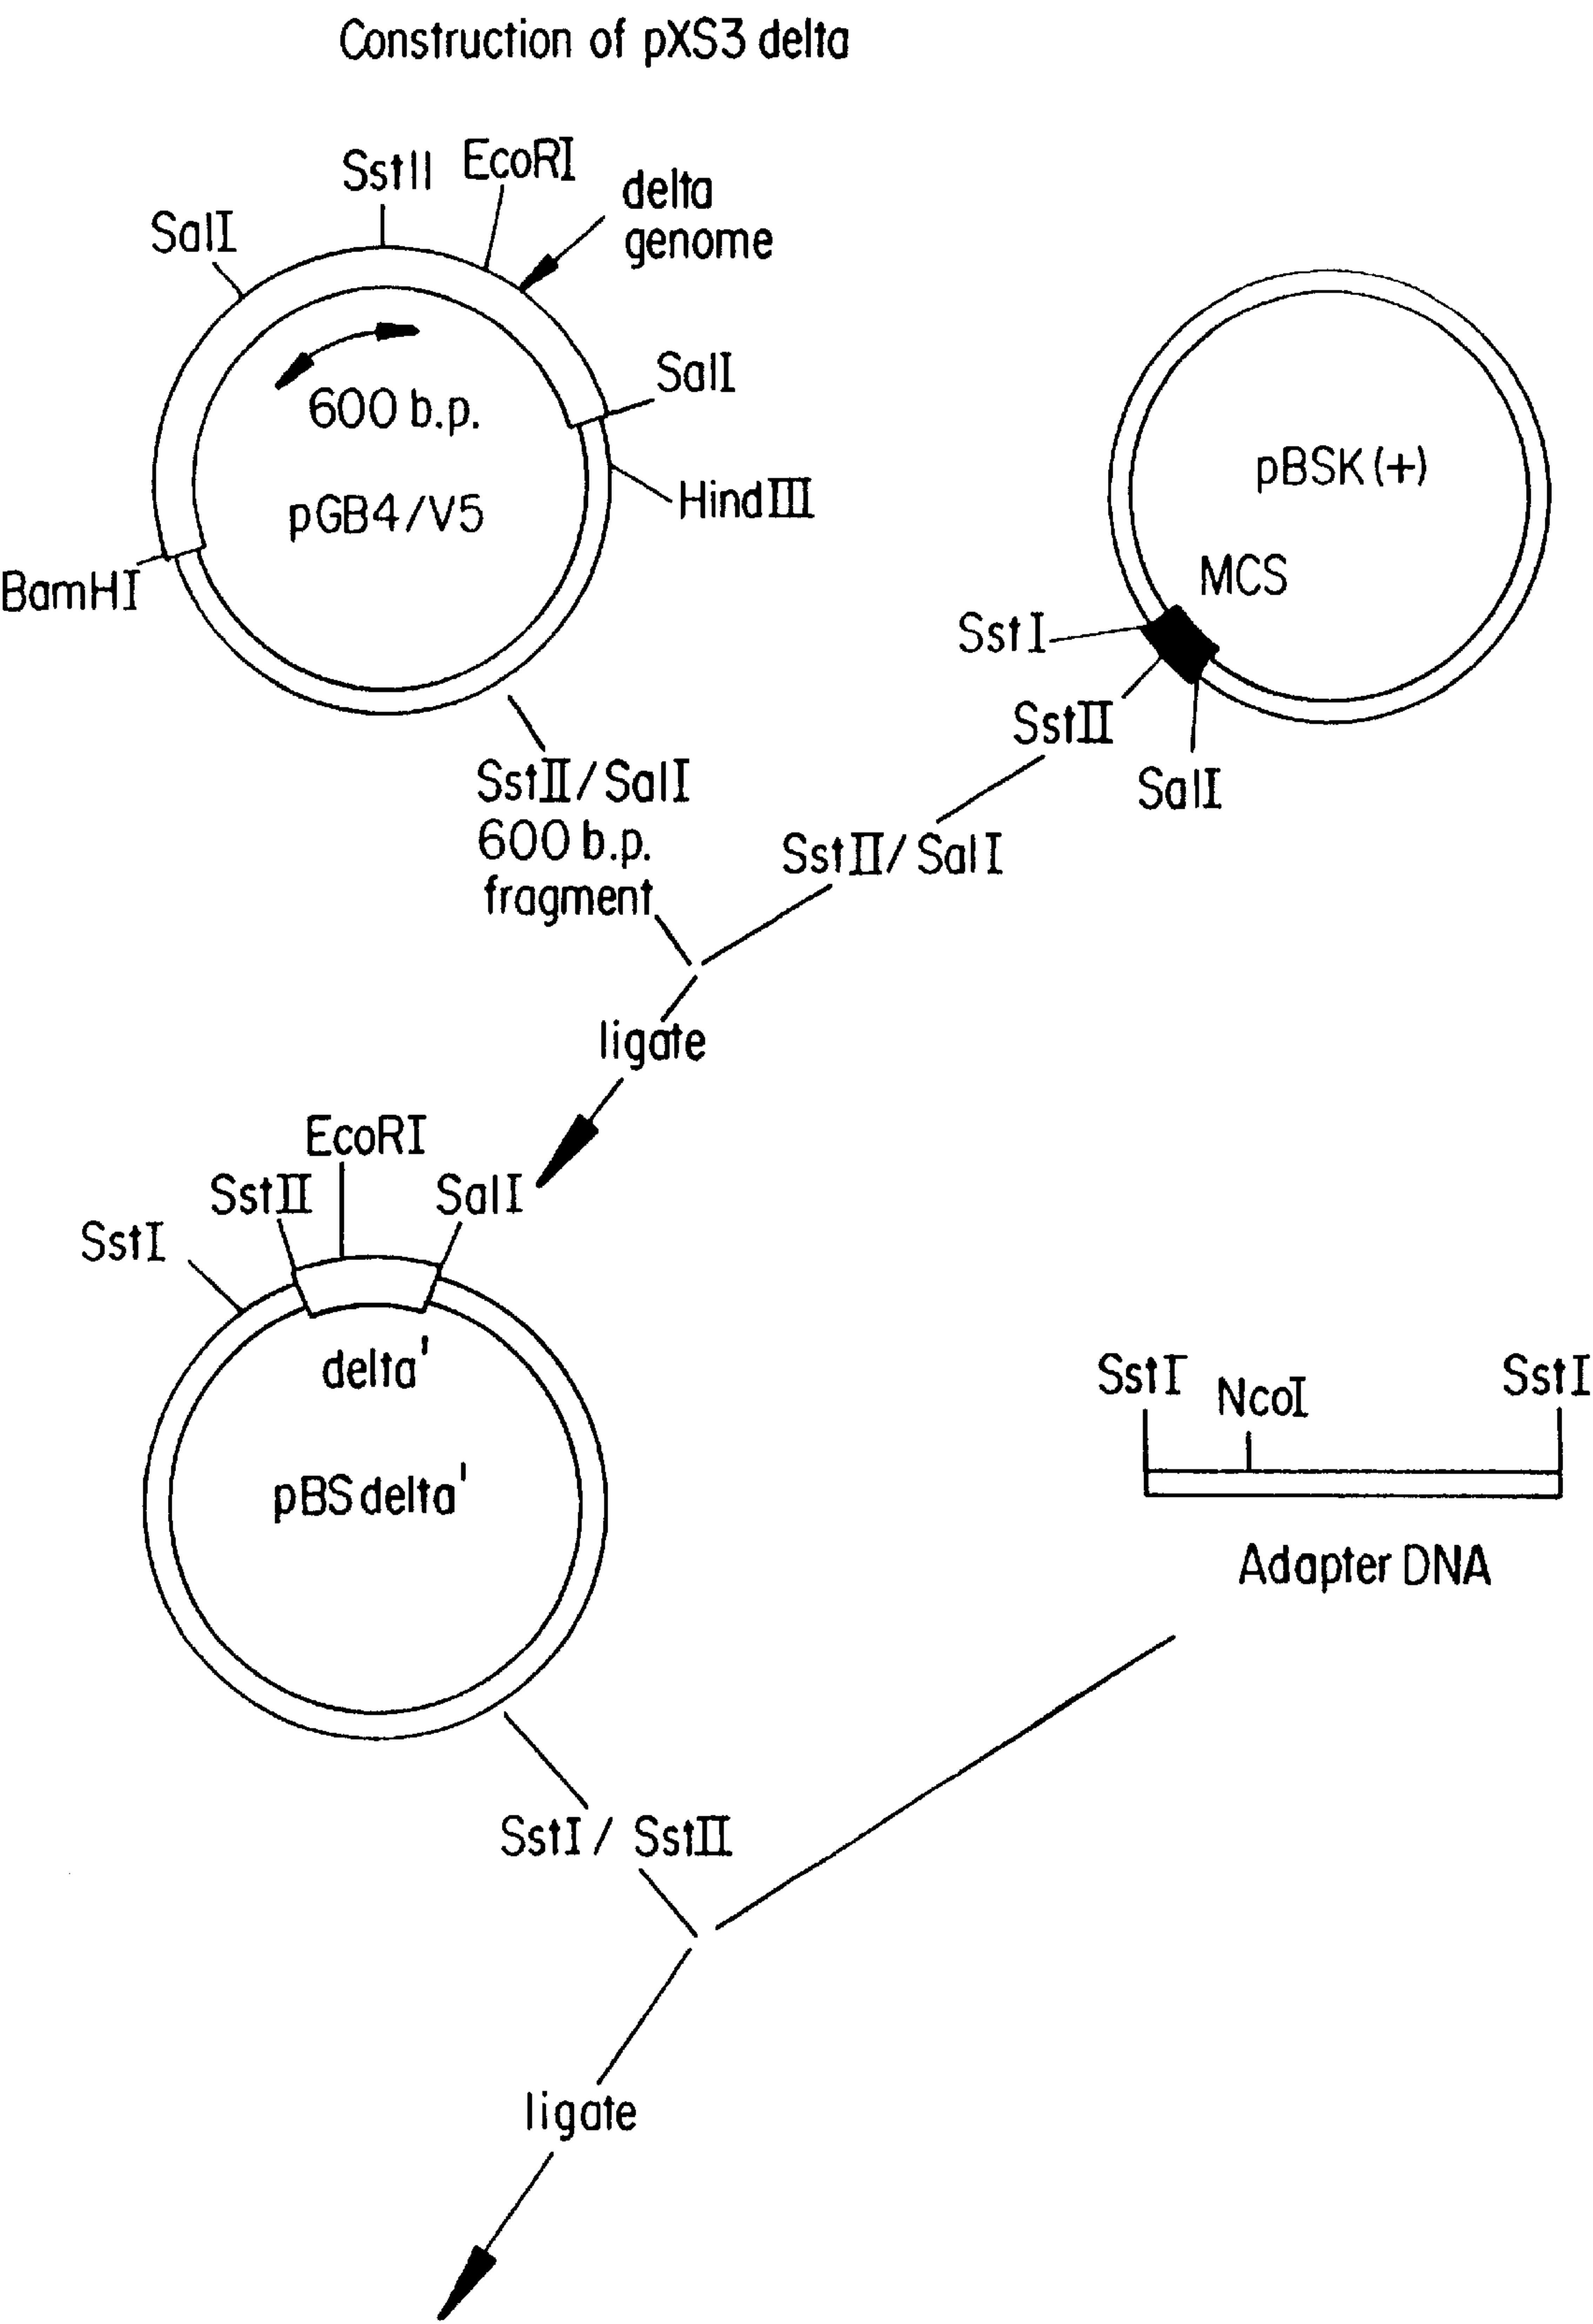 Construction of pXS3 delta
SstII
EcoRI
delta
genome
SalI
SalI
600 b.p.
HindIII
pGB4/V5
BamHI
pBSK(+)
MCS
SstI
SstII
SalI
SstII/SalI
600 b.p.
fragment
SstII/SalI
ligate
EcoRI
SstII
SalI
SstI
delta'
pBSdelta'
SstI
NcoI
SstI
Adapter DNA
SstI/ SstII
ligate